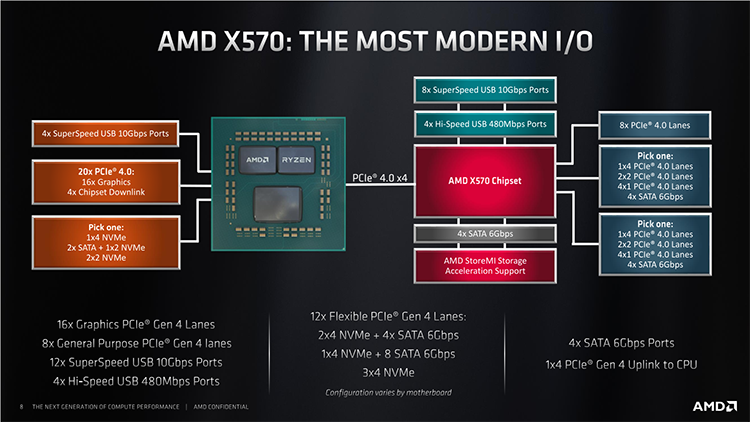 AMD X570: THE MOST MODERN I/O
4x SuperSpeed USB 10Gbps Ports
20x PCIe® 4.0:
16x Graphics
4x Chipset Downlink
Pick one:
1x4 NVMe
2x SATA + 1x2 NVMe
2x2 NVMe
AMD
RYZEN
PCIe® 4.0 x4
8x SuperSpeed USB 10Gbps Ports
4x Hi-Speed USB 480Mbps Ports
AMD X570 Chipset
4x SATA 6Gbps
AMD StoreMI Storage
Acceleration Support
8x PCIe® 4.0 Lanes
Pick one:
1x4 PCIe® 4.0 Lanes
2x2 PCIe® 4.0 Lanes
4x1 PCIe® 4.0 Lanes
4x SATA 6Gbps
Pick one:
1x4 PCIe® 4.0 Lanes
2x2 PCIe® 4.0 Lanes
4x1 PCIe® 4.0 Lanes
4x SATA 6Gbps
16x Graphics PCIe® Gen 4 Lanes
8x General Purpose PCIe® Gen 4 lanes
12x SuperSpeed USB 10Gbps Ports
4x Hi-Speed USB 480Mbps Ports
12x Flexible PCIe® Gen 4 Lanes:
2x4 NVMe + 4x SATA 6Gbps
1x4 NVMe + 8 SATA 6Gbps
3x4 NVMe
Configuration varies by motherboard
4x SATA 6Gbps Ports
1x4 PCIe® Gen 4 Uplink to CPU
8 THE NEXT GENERATION OF COMPUTE PERFORMANCE | AMD CONFIDENTIAL
AMD